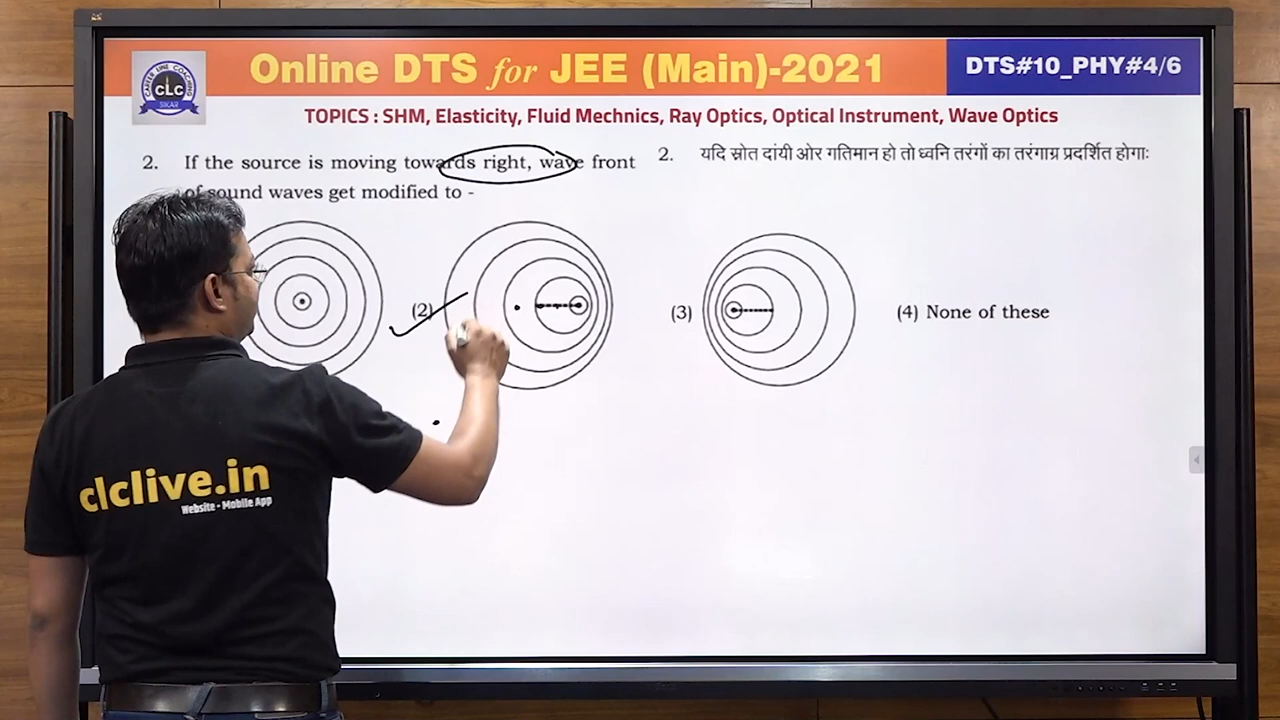 Online DTS for JEE (Main)-2021
DTS#10_PHY#4/6
CAREER LINE COACHING
CLC
SIKAR
TOPICS : SHM, Elasticity, Fluid Mechnics, Ray Optics, Optical Instrument, Wave Optics
2. If the source is moving towards right, wave front
of sound waves get modified to -
2. यदि स्रोत दांयी ओर गतिमान हो तो ध्वनि तरंगों का तरंगाग्र प्रदर्शित होगाः
(2)
(3)
(4) None of these
clclive.in
Website - Mobile App